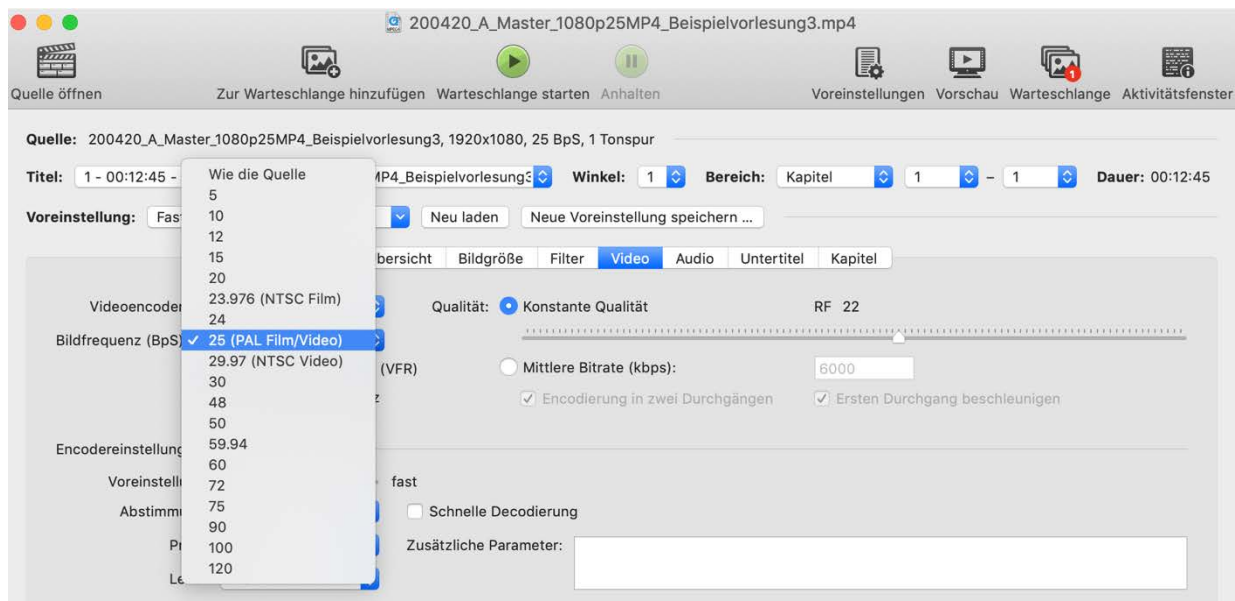 200420_A_Master_1080p25MP4_Beispielvorlesung3.mp4
Quelle öffnen Zur Warteschlange hinzufügen Warteschlange starten Anhalten Voreinstellungen Vorschau Warteschlange 1 Aktivitätsfenster
Quelle: 200420_A_Master_1080p25MP4_Beispielvorlesung3, 1920x1080, 25 BpS, 1 Tonspur
Titel: 1 - 00:12:45 - MP4_Beispielvorlesung3 Winkel: 1 Bereich: Kapitel 1 – 1 Dauer: 00:12:45
Voreinstellung: Fas Neu laden Neue Voreinstellung speichern ...
bersicht Bildgröße Filter Video Audio Untertitel Kapitel
Wie die Quelle
5
10
12
15
20
23.976 (NTSC Film)
24
✓ 25 (PAL Film/Video)
29.97 (NTSC Video)
30
48
50
59.94
60
72
75
90
100
120
Videoencoder Qualität: Konstante Qualität RF 22
Bildfrequenz (BpS)
(VFR) Mittlere Bitrate (kbps): 6000
z Encodierung in zwei Durchgängen Ersten Durchgang beschleunigen
Encodereinstellung
Voreinstellu fast
Abstimmu Schnelle Decodierung
Pr Zusätzliche Parameter:
Le